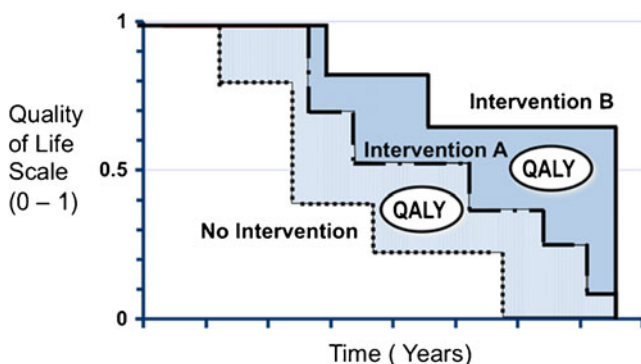 1
Quality
of Life
Scale
(0 – 1)
Intervention B
Intervention A
0.5
QALY
QALY
No Intervention
0
Time ( Years)